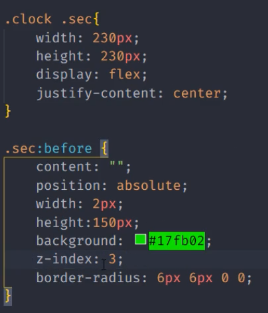 .clock .sec{
width: 230px;
height: 230px;
display: flex;
justify-content: center;
}
.sec:before {
content: "";
position: absolute;
width: 2px;
height:150px;
background: #17fb02;
z-index: 3;
border-radius: 6px 6px 0 0;
}